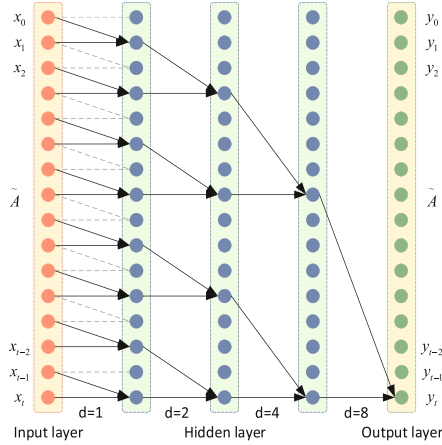 x₀ y₀
x₁ y₁
x₂ y₂
Ã Ã
xₜ₋₂ yₜ₋₂
xₜ₋₁ yₜ₋₁
xₜ yₜ
d=1 d=2 d=4 d=8
Input layer Hidden layer Output layer